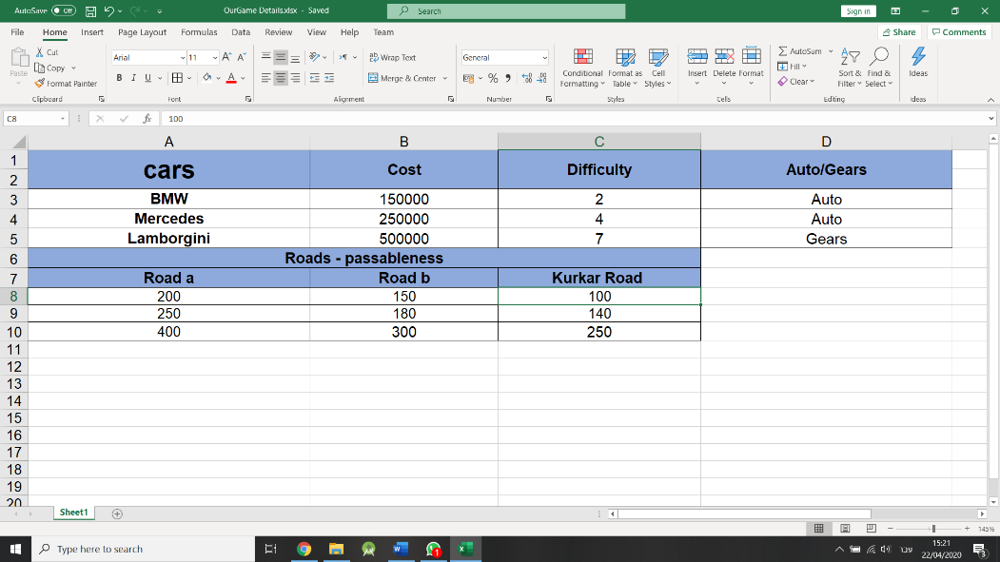 AutoSave Off OurGame Details.xlsx - Saved Search Sign in
File Home Insert Page Layout Formulas Data Review View Help Team Share Comments
Paste Cut Copy Format Painter Clipboard
Arial 11 A A B I U A Font
ab Wrap Text Merge & Center Alignment
General % Number
Conditional Formatting Format as Table Cell Styles Styles
Insert Delete Format Cells
AutoSum Fill Clear Sort & Filter Find & Select Editing
Ideas Ideas
C8 fx 100
A B C D
1
cars Cost Difficulty Auto/Gears
2
3 BMW 150000 2 Auto
4 Mercedes 250000 4 Auto
5 Lamborgini 500000 7 Gears
6 Roads - passableness
7 Road a Road b Kurkar Road
8 200 150 100
9 250 180 140
10 400 300 250
11
12
13
14
15
16
17
18
19
20
Sheet1
145%
Type here to search
W 1 X עבר 15:21
22/04/2020 3